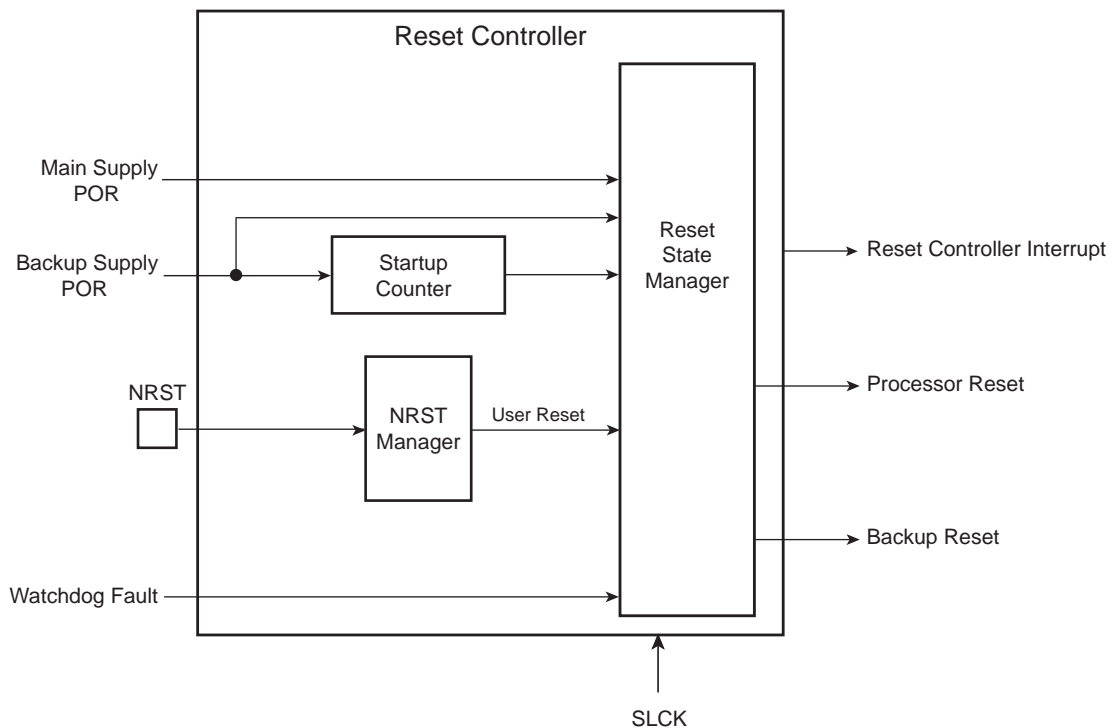 Reset Controller
Main Supply
POR
Backup Supply
POR
Startup
Counter
Reset
State
Manager
Reset Controller Interrupt
NRST
NRST
Manager
User Reset
Processor Reset
Backup Reset
Watchdog Fault
SLCK